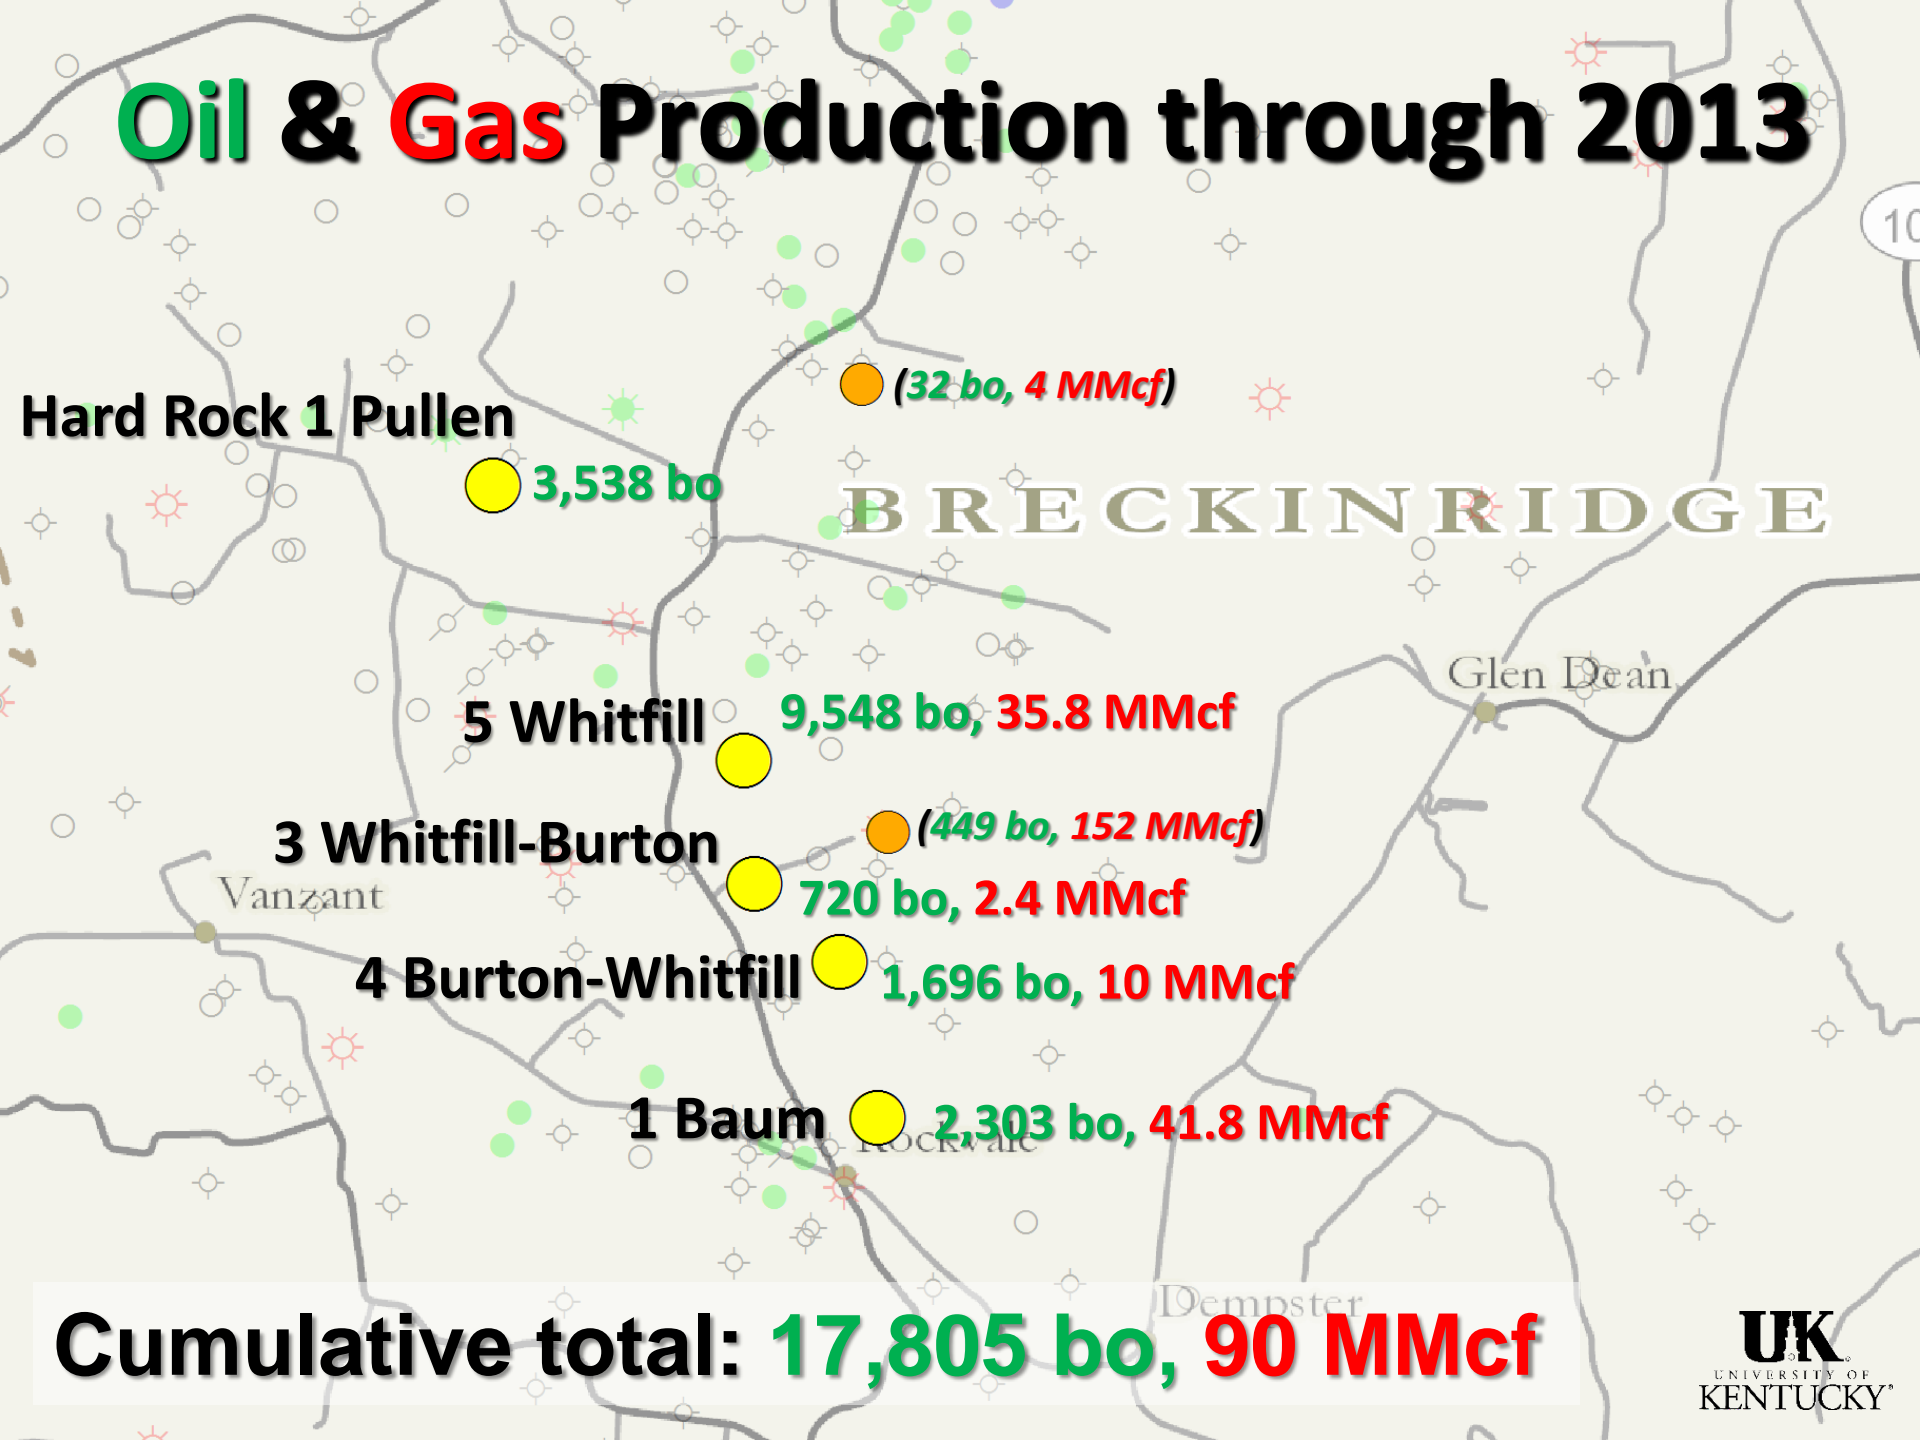 Oil & Gas Production through 2013
10
(32 bo, 4 MMcf)
Hard Rock 1 Pullen
3,538 bo
BRECKINRIDGE
Glen Dean
5 Whitfill
9,548 bo, 35.8 MMcf
3 Whitfill-Burton
(449 bo, 152 MMcf)
Vanzant
720 bo, 2.4 MMcf
4 Burton-Whitfill
1,696 bo, 10 MMcf
1 Baum
2,303 bo, 41.8 MMcf
Rockvale
Dempster
Cumulative total: 17,805 bo, 90 MMcf
UK
UNIVERSITY OF
KENTUCKY®